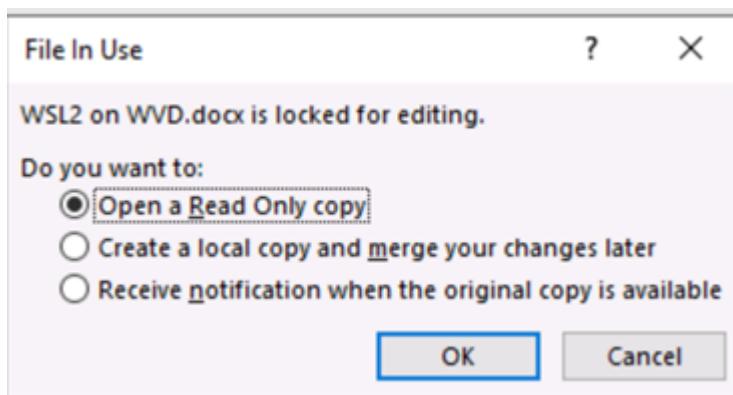 File In Use ?
WSL2 on WVD.docx is locked for editing.
Do you want to:
Open a Read Only copy
Create a local copy and merge your changes later
Receive notification when the original copy is available
OK Cancel